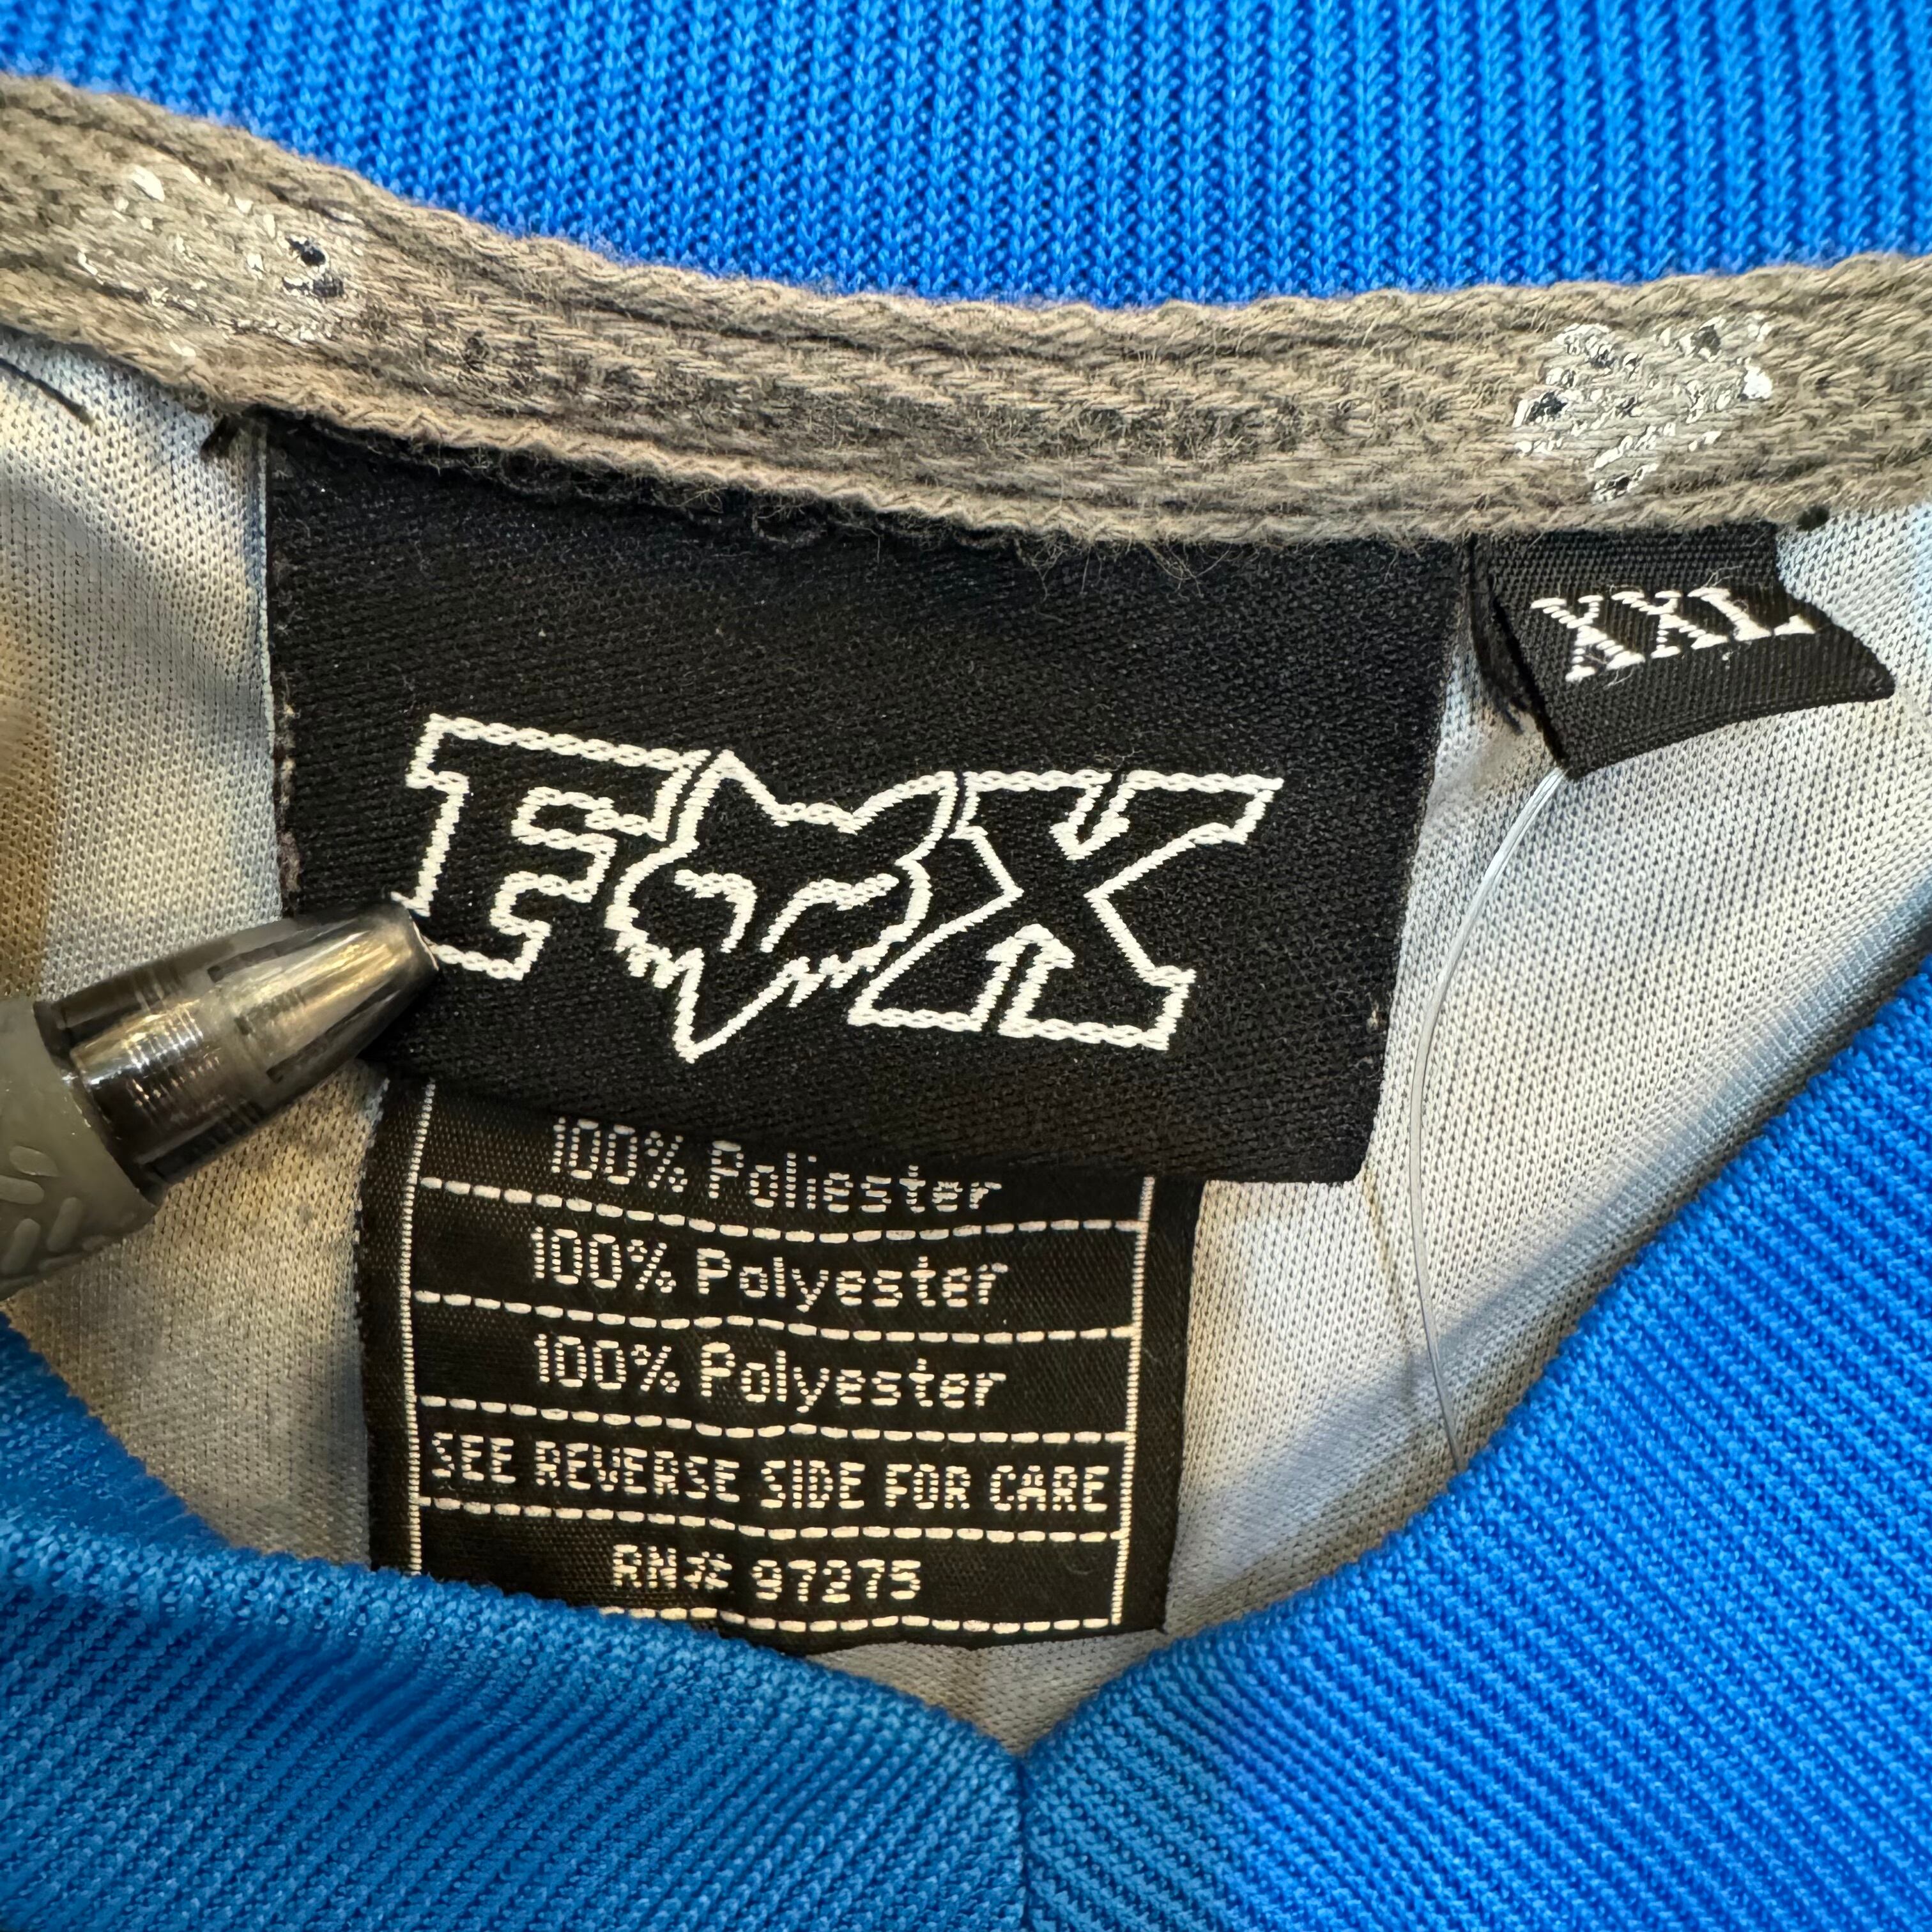 FOX
XXL
100% Poliester
100% Polyester
100% Polyester
SEE REVERSE SIDE FOR CARE
RN# 97275